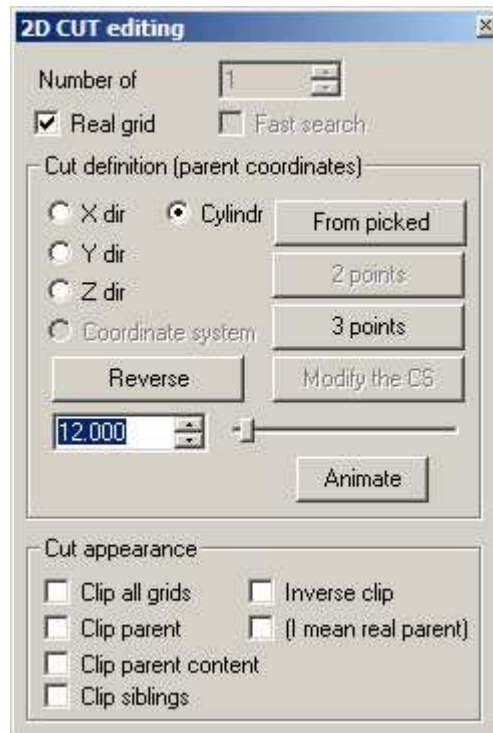 2D CUT editing
Number of 1
Real grid Fast search
Cut definition (parent coordinates)
X dir Cylindr From picked
Y dir 2 points
Z dir 3 points
Coordinate system Modify the CS
Reverse
12.000
Animate
Cut appearance
Clip all grids Inverse clip
Clip parent (I mean real parent)
Clip parent content
Clip siblings